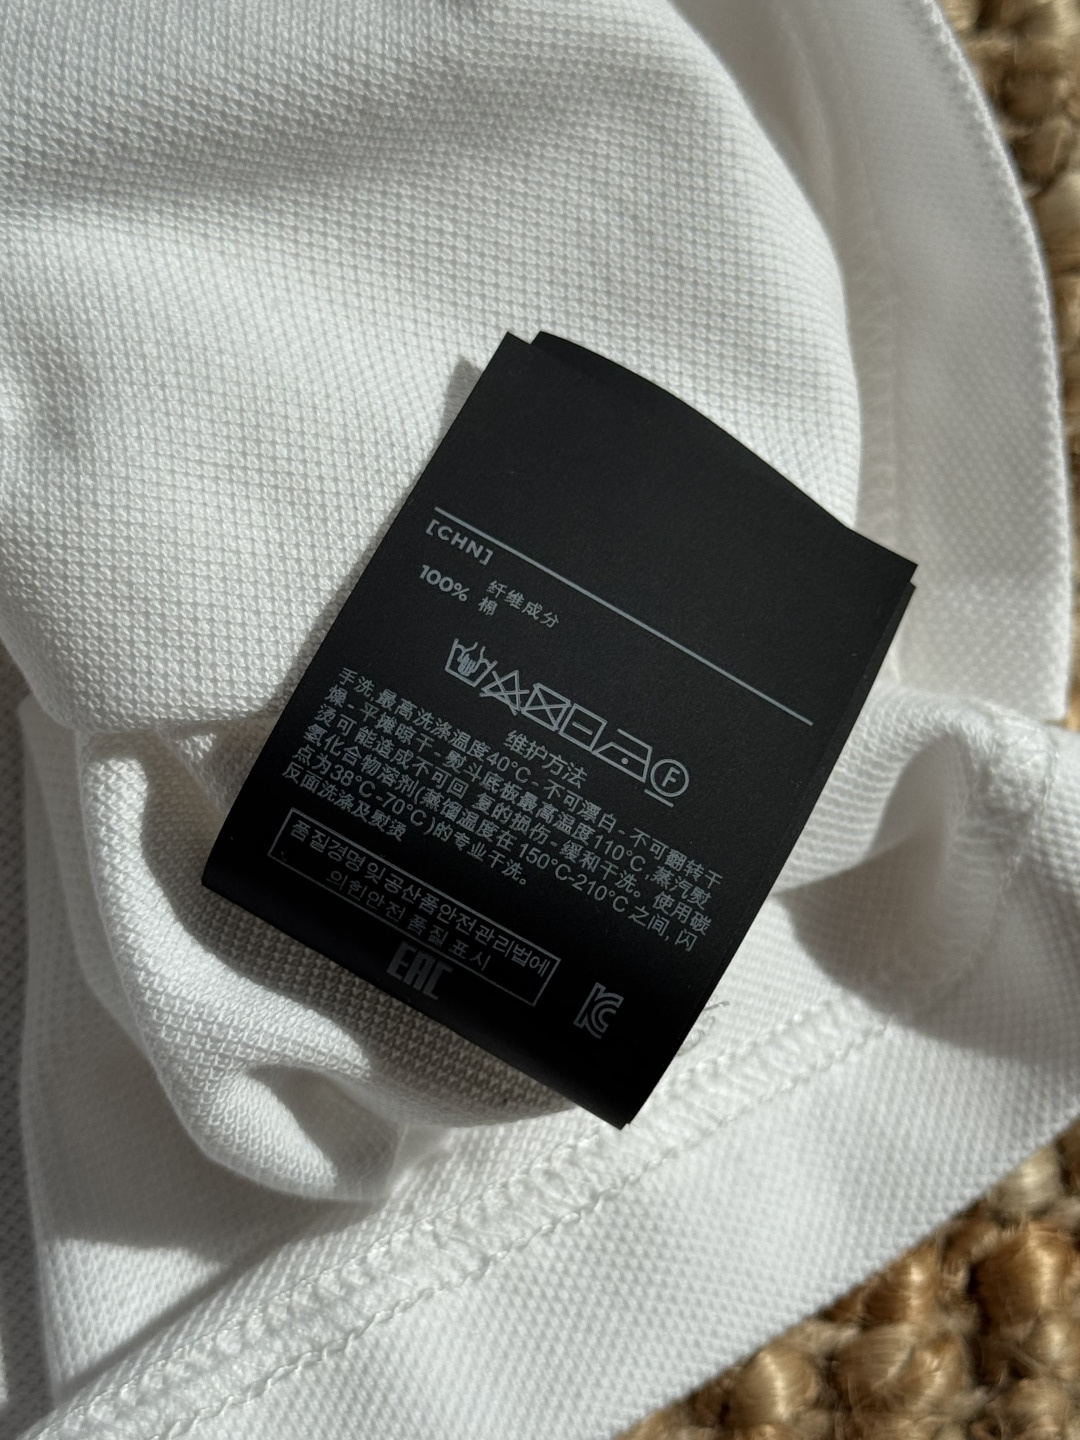 [CHN]
纤维成分
100% 棉
F
维护方法
手洗,最高洗涤温度40°C。- 不可漂白 - 不可翻转干
燥 - 平摊晾干 - 熨斗底板最高温度110°C,蒸汽熨
烫可能造成不可回 氢的损伤 - 缓和干洗。使用碳
氢化合物溶剂(蒸馏温度在 150°C-210°C 之间, 闪
点为38°C-70°C )的专业干洗。
反面洗涤及熨烫
품질경영및공산품안전관리법에
의한안전 품질 표시
EAC
KC